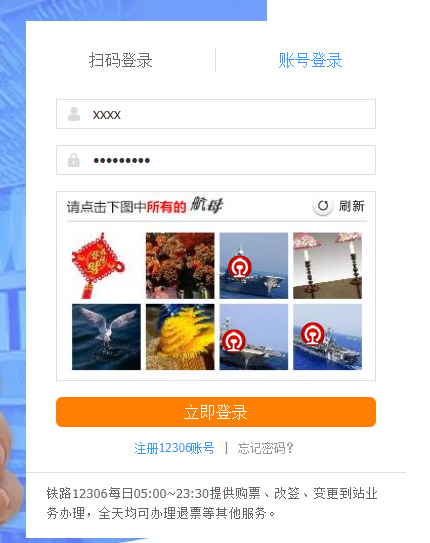 扫码登录
账号登录
xxxx
•••••••••
请点击下图中所有的 航母
刷新
立即登录
注册12306账号 | 忘记密码?
铁路12306每日05:00~23:30提供购票、改签、变更到站业
务办理，全天均可办理退票等其他服务。